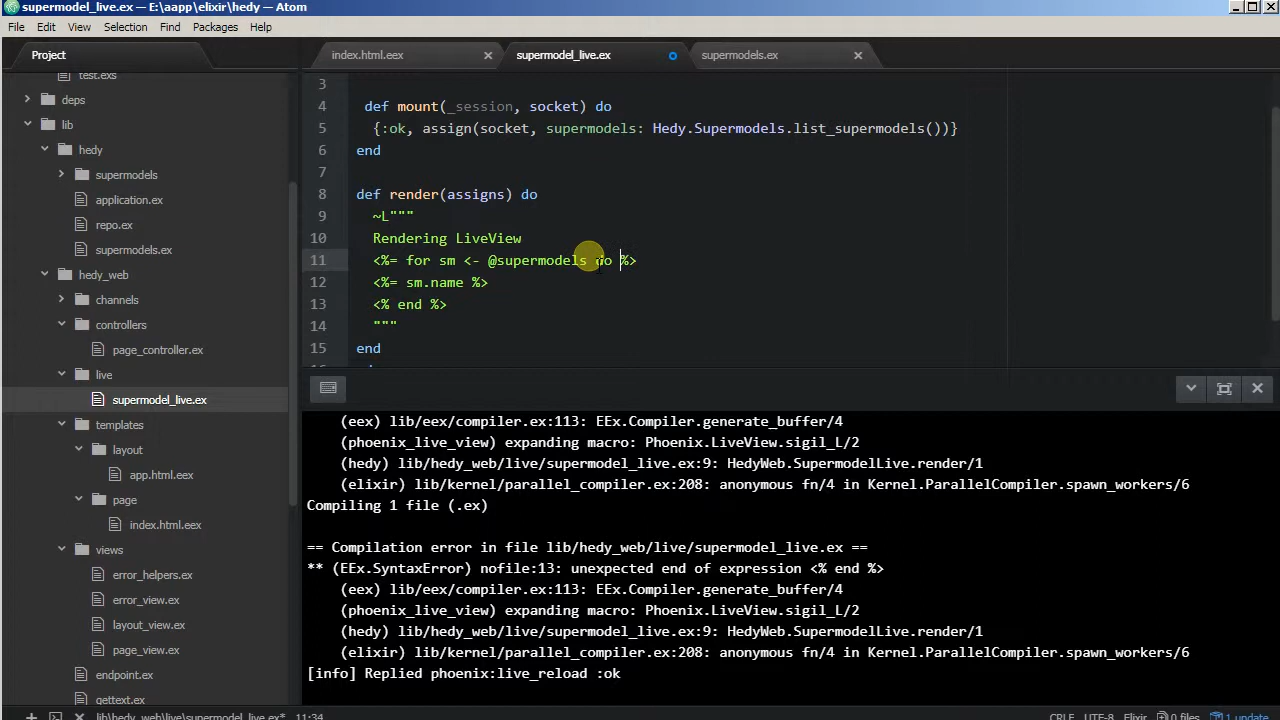 supermodel_live.ex — E:\aapp\elixir\hedy — Atom
File Edit View Selection Find Packages Help
Project
index.html.eex
supermodel_live.ex
supermodels.ex
test.exs
deps
lib
hedy
supermodels
application.ex
repo.ex
supermodels.ex
hedy_web
channels
controllers
page_controller.ex
live
supermodel_live.ex
templates
layout
app.html.eex
page
index.html.eex
views
error_helpers.ex
error_view.ex
layout_view.ex
page_view.ex
endpoint.ex
gettext.ex
3
4 def mount(_session, socket) do
5 {:ok, assign(socket, supermodels: Hedy.Supermodels.list_supermodels())}
6 end
7
8 def render(assigns) do
9 ~L"""
10 Rendering LiveView
11 <%= for sm <- @supermodels do %>
12 <%= sm.name %>
13 <% end %>
14 """
15 end
(eex) lib/eex/compiler.ex:113: EEx.Compiler.generate_buffer/4
(phoenix_live_view) expanding macro: Phoenix.LiveView.sigil_L/2
(hedy) lib/hedy_web/live/supermodel_live.ex:9: HedyWeb.SupermodelLive.render/1
(elixir) lib/kernel/parallel_compiler.ex:208: anonymous fn/4 in Kernel.ParallelCompiler.spawn_workers/6
Compiling 1 file (.ex)
== Compilation error in file lib/hedy_web/live/supermodel_live.ex ==
** (EEx.SyntaxError) nofile:13: unexpected end of expression <% end %>
(eex) lib/eex/compiler.ex:113: EEx.Compiler.generate_buffer/4
(phoenix_live_view) expanding macro: Phoenix.LiveView.sigil_L/2
(hedy) lib/hedy_web/live/supermodel_live.ex:9: HedyWeb.SupermodelLive.render/1
(elixir) lib/kernel/parallel_compiler.ex:208: anonymous fn/4 in Kernel.ParallelCompiler.spawn_workers/6
[info] Replied phoenix:live_reload :ok
lib\hedy_web\live\supermodel_live.ex* 11:34 CRLF UTF-8 Elixir 0 files 1 update